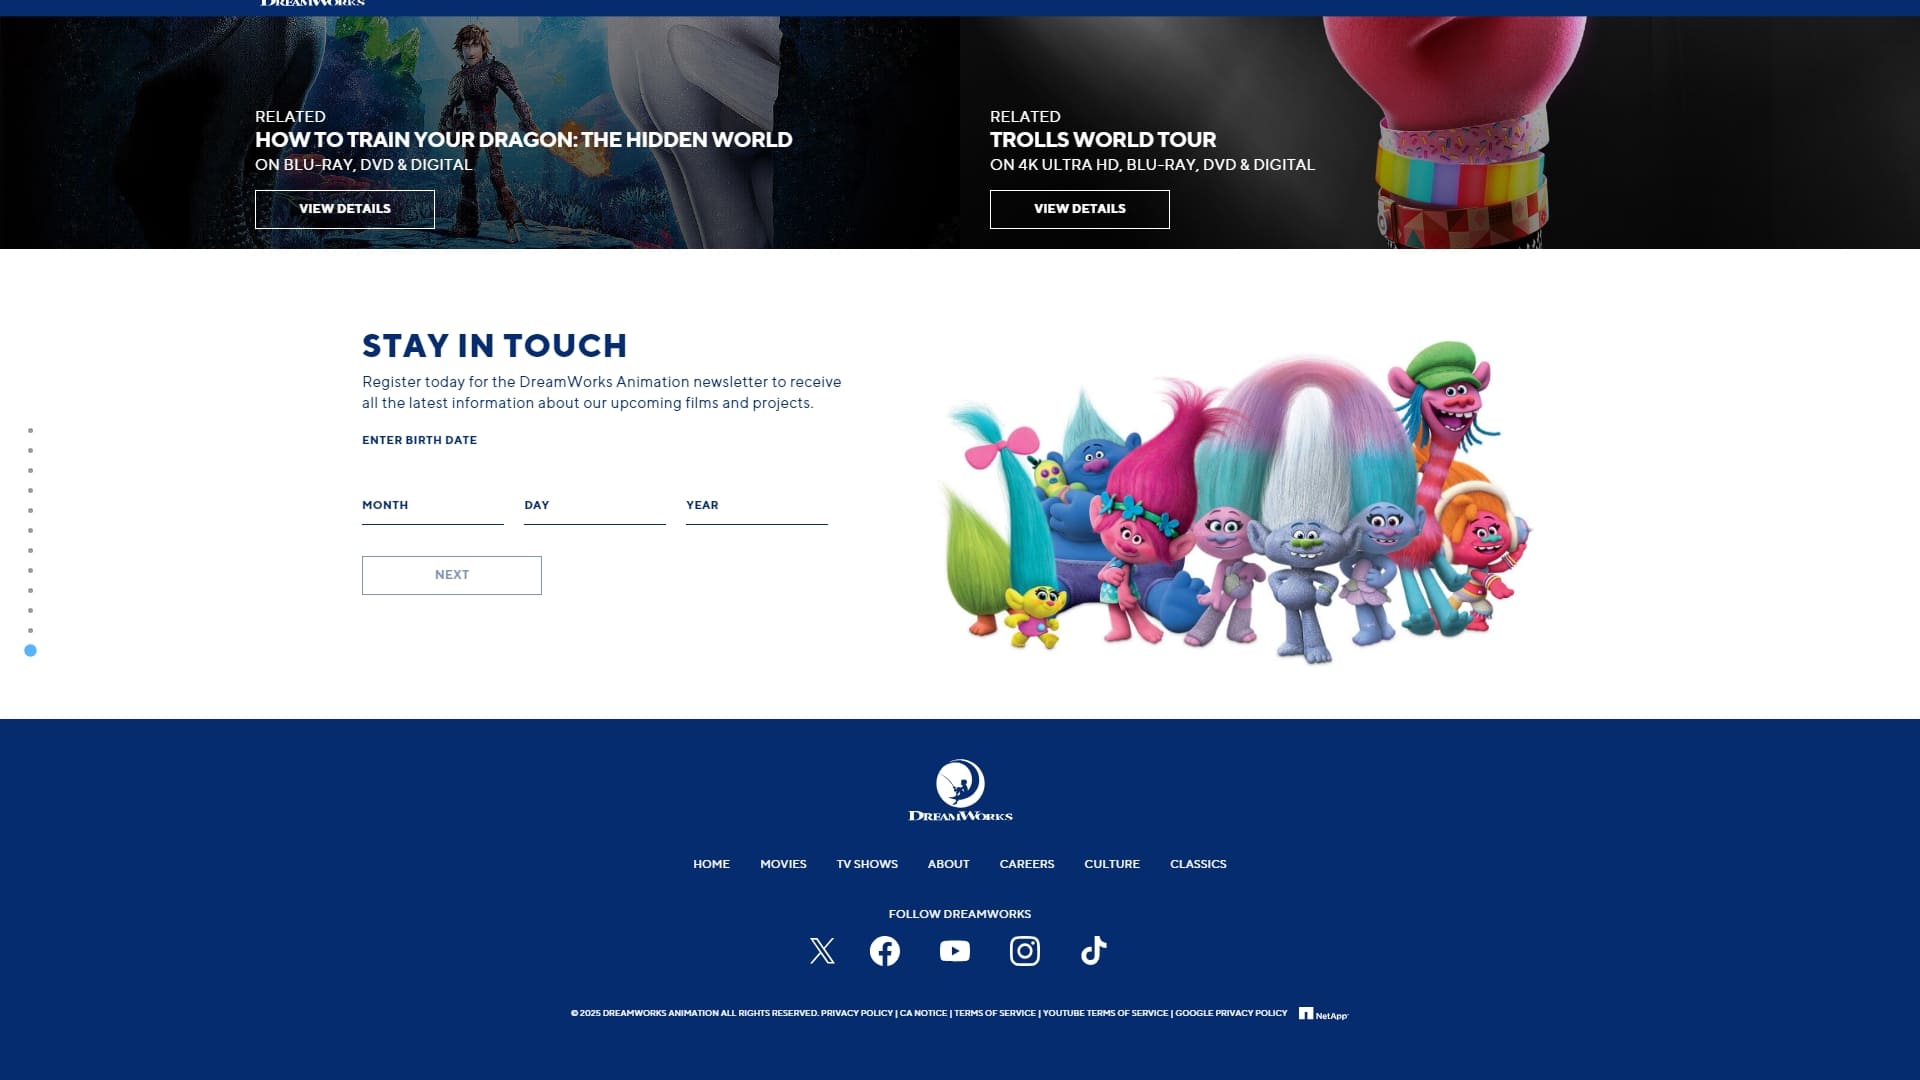 DREAMWORKS
RELATED
HOW TO TRAIN YOUR DRAGON: THE HIDDEN WORLD
ON BLU-RAY, DVD & DIGITAL
VIEW DETAILS
RELATED
TROLLS WORLD TOUR
ON 4K ULTRA HD, BLU-RAY, DVD & DIGITAL
VIEW DETAILS
STAY IN TOUCH
Register today for the DreamWorks Animation newsletter to receive
all the latest information about our upcoming films and projects.
ENTER BIRTH DATE
MONTH DAY YEAR
NEXT
DREAMWORKS
HOME MOVIES TV SHOWS ABOUT CAREERS CULTURE CLASSICS
FOLLOW DREAMWORKS
© 2025 DREAMWORKS ANIMATION ALL RIGHTS RESERVED. PRIVACY POLICY | CA NOTICE | TERMS OF SERVICE | YOUTUBE TERMS OF SERVICE | GOOGLE PRIVACY POLICY NetApp